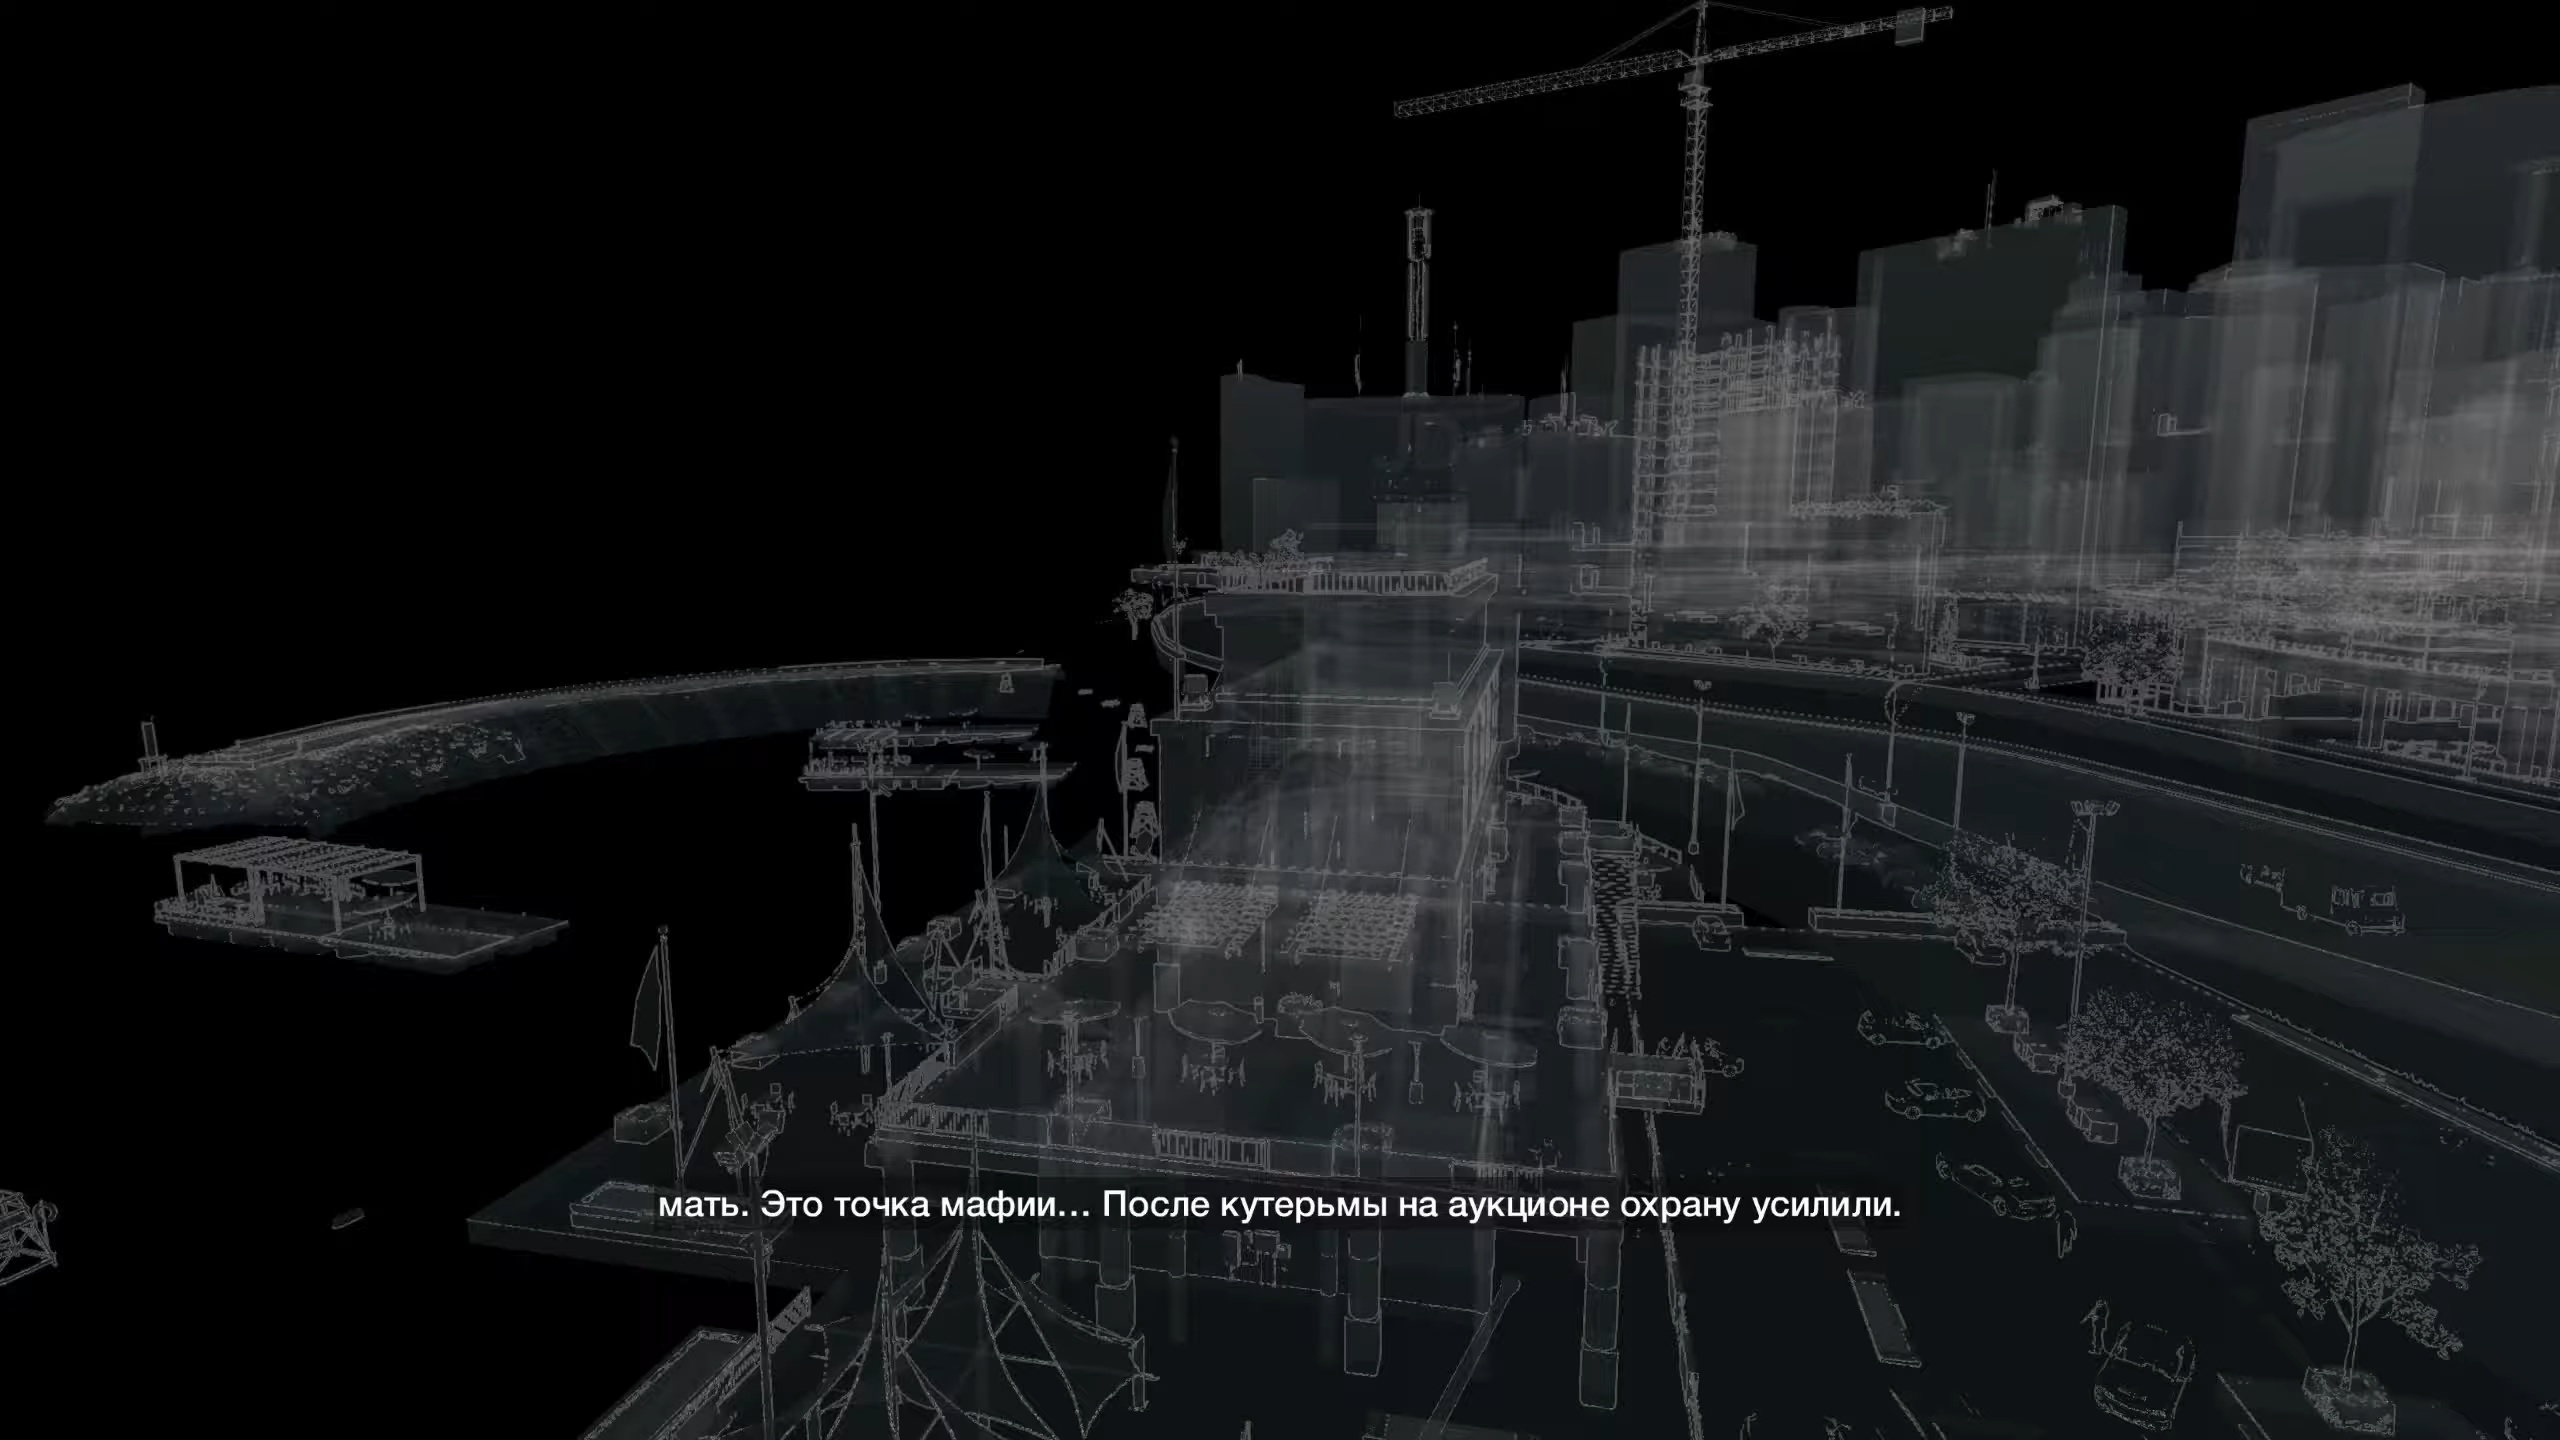 мать. Это точка мафии... После кутерьмы на аукционе охрану усилили.